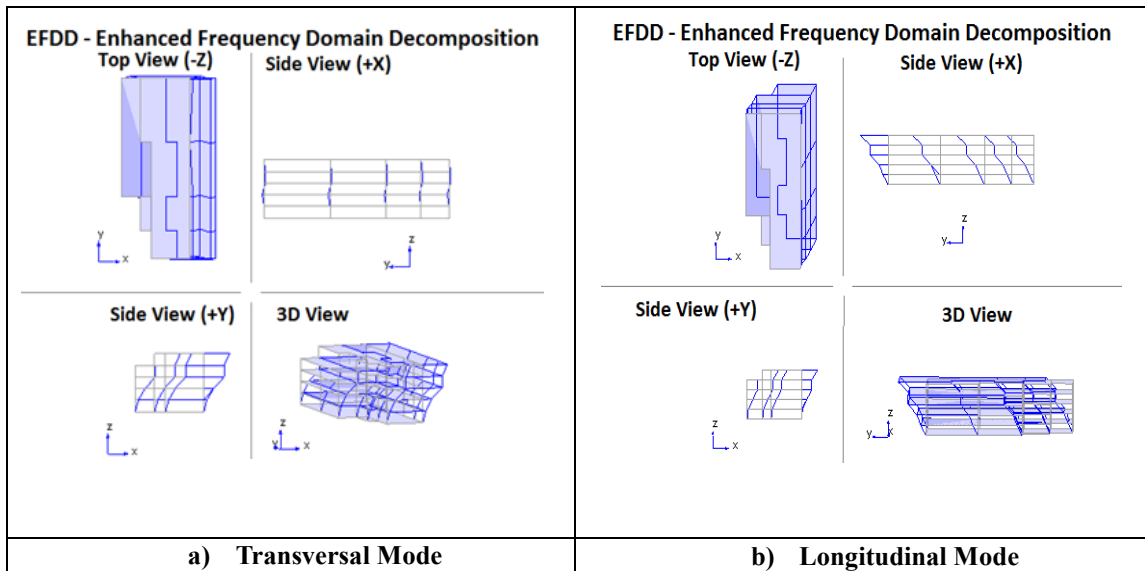 EFDD - Enhanced Frequency Domain Decomposition
Top View (-Z)
Side View (+X)
y
x
z
y
Side View (+Y)
3D View
z
x
z
y
x
a) Transversal Mode
EFDD - Enhanced Frequency Domain Decomposition
Top View (-Z)
Side View (+X)
y
x
z
y
Side View (+Y)
3D View
z
x
z
y
x
b) Longitudinal Mode